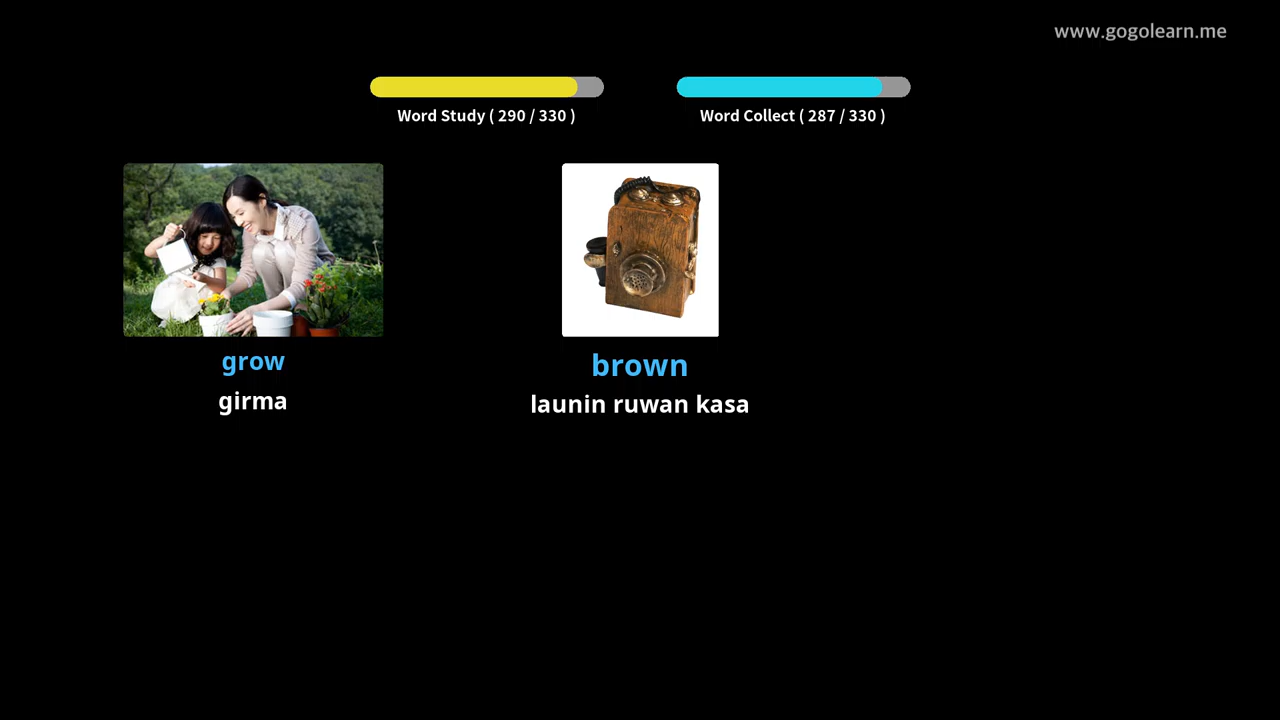 www.gogolearn.me
Word Study ( 290 / 330 )
Word Collect ( 287 / 330 )
grow
girma
brown
launin ruwan kasa